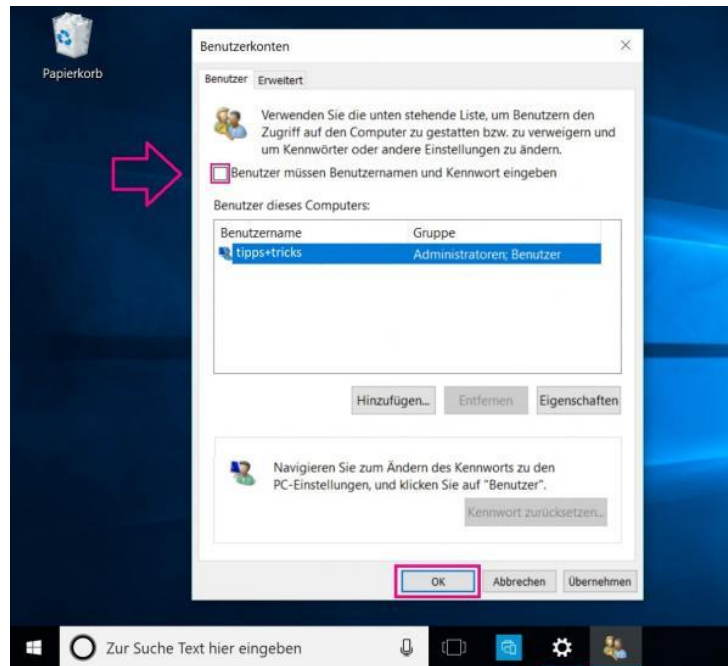 Papierkorb
Benutzerkonten
Benutzer Erweitert
Verwenden Sie die unten stehende Liste, um Benutzern den
Zugriff auf den Computer zu gestatten bzw. zu verweigern und
um Kennwörter oder andere Einstellungen zu ändern.
Benutzer müssen Benutzernamen und Kennwort eingeben
Benutzer dieses Computers:
Benutzername Gruppe
tipps+tricks Administratoren; Benutzer
Hinzufügen... Entfernen Eigenschaften
Navigieren Sie zum Ändern des Kennworts zu den
PC-Einstellungen, und klicken Sie auf "Benutzer".
Kennwort zurücksetzen...
OK Abbrechen Übernehmen
Zur Suche Text hier eingeben